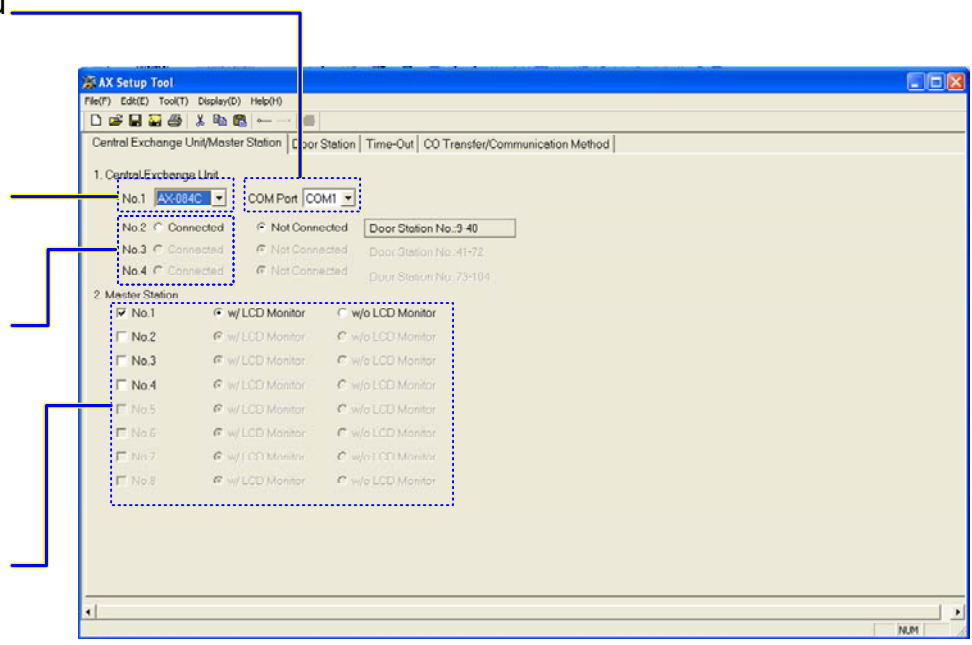 AX Setup Tool
File(F) Edit(E) Tool(T) Display(D) Help(H)
Central Exchange Unit/Master Station Door Station Time-Out CO Transfer/Communication Method
1. Central Exchange Unit
No.1 AX-084C COM Port COM1
No.2 Connected Not Connected Door Station No.:9-40
No.3 Connected Not Connected Door Station No.:41-72
No.4 Connected Not Connected Door Station No.:73-104
2. Master Station
No.1 w/ LCD Monitor w/o LCD Monitor
No.2 w/ LCD Monitor w/o LCD Monitor
No.3 w/ LCD Monitor w/o LCD Monitor
No.4 w/ LCD Monitor w/o LCD Monitor
No.5 w/ LCD Monitor w/o LCD Monitor
No.6 w/ LCD Monitor w/o LCD Monitor
No.7 w/ LCD Monitor w/o LCD Monitor
No.8 w/ LCD Monitor w/o LCD Monitor
NUM